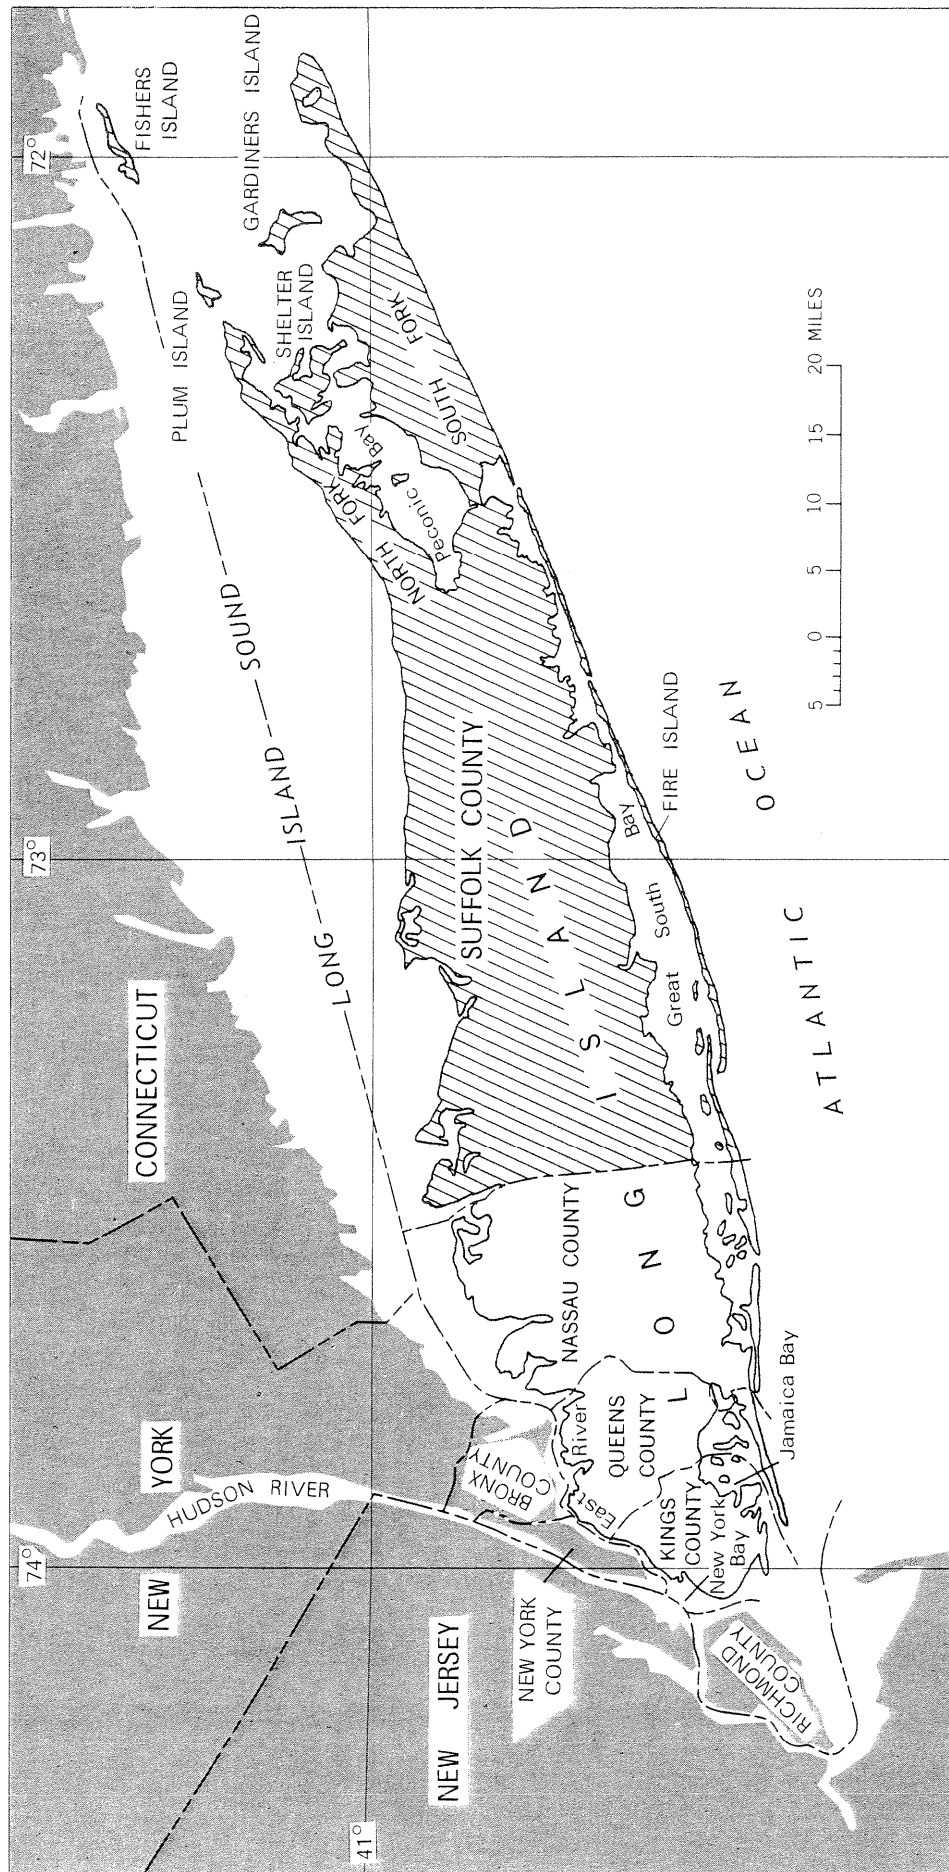 72°
73°
74°
41°
FISHERS
ISLAND
GARDINERS ISLAND
PLUM ISLAND
SHELTER
ISLAND
CONNECTICUT
LONG ISLAND SOUND
NORTH FORK
Peconic Bay
SOUTH FORK
SUFFOLK COUNTY
LONG ISLAND
Great South Bay
FIRE ISLAND
ATLANTIC OCEAN
NEW YORK
HUDSON RIVER
BRONX
COUNTY
NASSAU COUNTY
QUEENS
COUNTY
East River
KINGS
COUNTY
New York
Bay
Jamaica Bay
NEW JERSEY
NEW YORK
COUNTY
RICHMOND
COUNTY
5 0 5 10 15 20 MILES